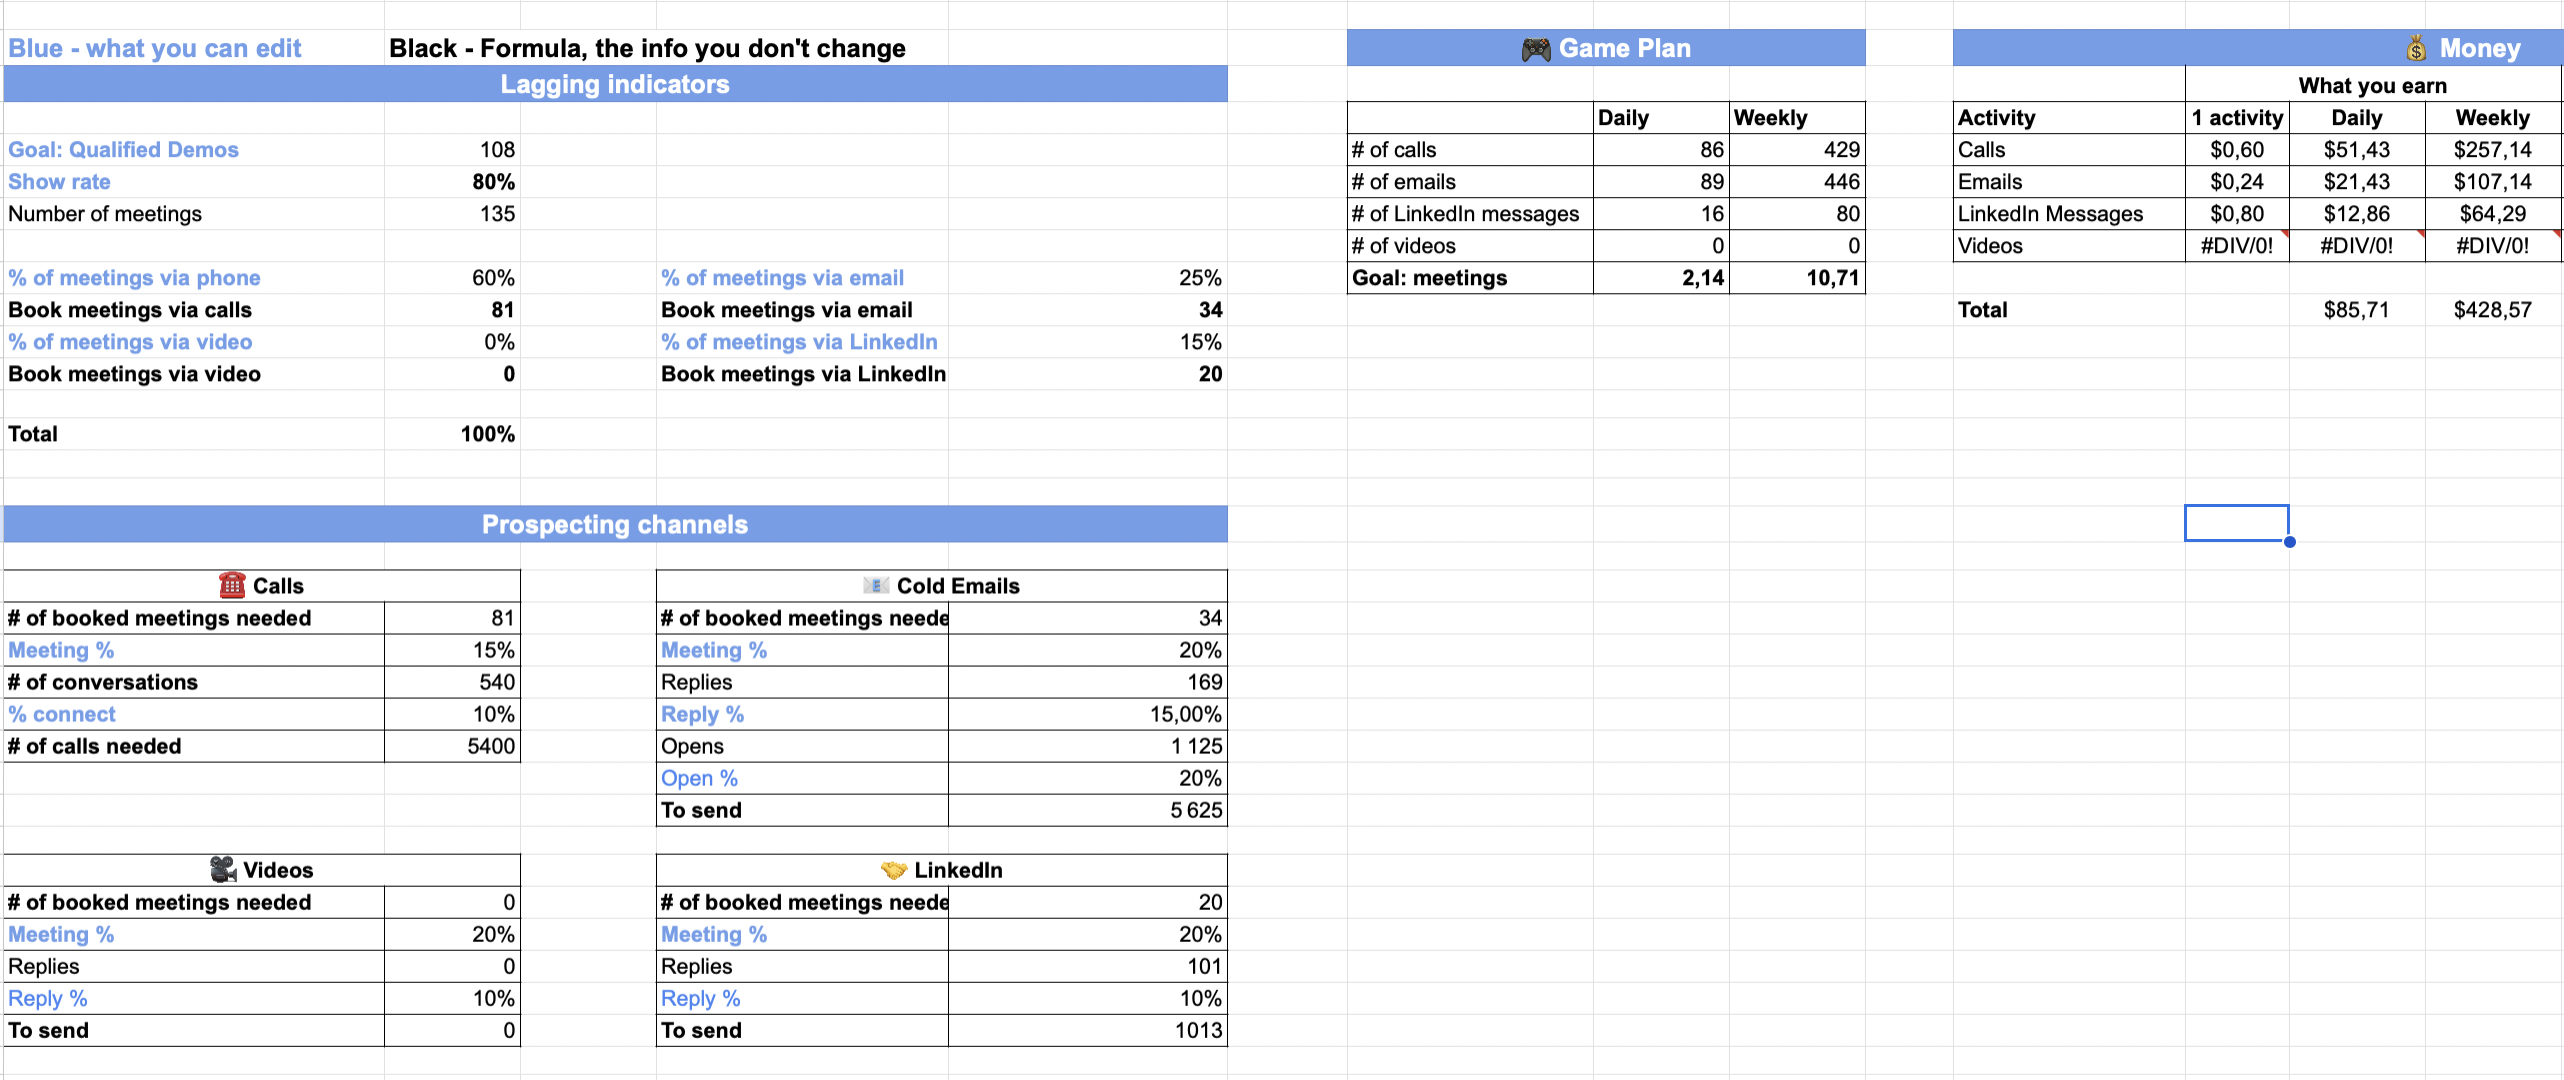 Blue - what you can edit Black - Formula, the info you don't change
Lagging indicators
Goal: Qualified Demos 108
Show rate 80%
Number of meetings 135
% of meetings via phone 60% % of meetings via email 25%
Book meetings via calls 81 Book meetings via email 34
% of meetings via video 0% % of meetings via LinkedIn 15%
Book meetings via video 0 Book meetings via LinkedIn 20
Total 100%
🎮 Game Plan
Daily Weekly
# of calls 86 429
# of emails 89 446
# of LinkedIn messages 16 80
# of videos 0 0
Goal: meetings 2,14 10,71
💰 Money
What you earn
Activity 1 activity Daily Weekly
Calls $0,60 $51,43 $257,14
Emails $0,24 $21,43 $107,14
LinkedIn Messages $0,80 $12,86 $64,29
Videos #DIV/0! #DIV/0! #DIV/0!
Total $85,71 $428,57
Prospecting channels
☎️ Calls
# of booked meetings needed 81
Meeting % 15%
# of conversations 540
% connect 10%
# of calls needed 5400
📧 Cold Emails
# of booked meetings neede 34
Meeting % 20%
Replies 169
Reply % 15,00%
Opens 1 125
Open % 20%
To send 5 625
🎥 Videos
# of booked meetings needed 0
Meeting % 20%
Replies 0
Reply % 10%
To send 0
🤝 LinkedIn
# of booked meetings neede 20
Meeting % 20%
Replies 101
Reply % 10%
To send 1013